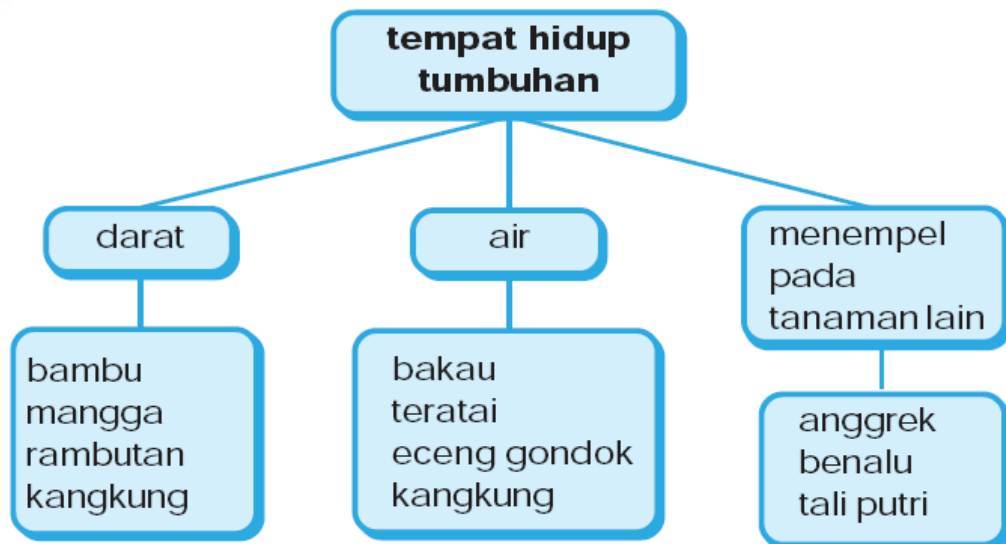 tempat hidup
tumbuhan
darat
air
menempel
pada
tanaman lain
bambu
mangga
rambutan
kangkung
bakau
teratai
eceng gondok
kangkung
anggrek
benalu
tali putri